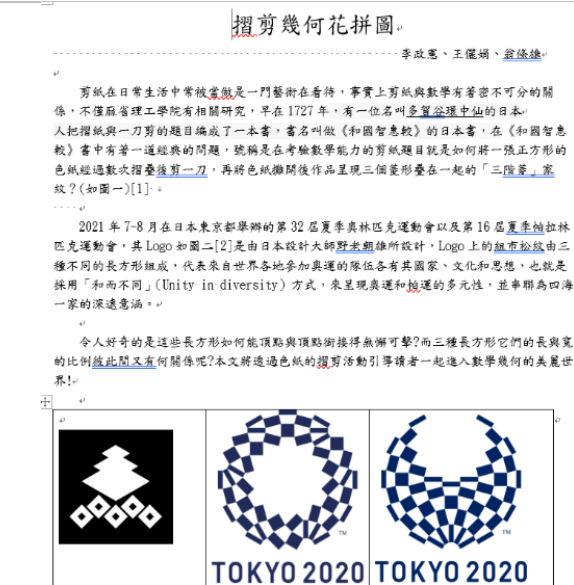 摺剪幾何花拼圖
李政憲、王儷娟、翁條雄
剪紙在日常生活中常被當做是一門藝術在看待，事實上剪紙與數學有著密不可分的關
係，不僅麻省理工學院有相關研究，早在1727年，有一位名叫多賀谷環中仙的日本
人把摺紙與一刀剪的題目編成了一本書，書名叫做《和國智惠較》的日本書，在《和國智惠
較》書中有著一道經典的問題，號稱是在考驗數學能力的剪紙題目就是如何將一張正方形的
色紙經過數次摺疊後剪一刀，再將色紙攤開後作品呈現三個菱形疊在一起的「三階菱」家
紋？(如圖一)[1]
2021年7-8月在日本東京都舉辦的第32屆夏季奧林匹克運動會以及第16屆夏季帕拉林
匹克運動會，其Logo如圖二[2]是由日本設計大師野老朝雄所設計，Logo上的組市松紋由三
種不同的長方形組成，代表來自世界各地參加奧運的隊伍各有其國家、文化和思想，也就是
採用「和而不同」(Unity in diversity) 方式，來呈現奧運和帕運的多元性，並串聯為四海
一家的深遠意涵。
令人好奇的是這些長方形如何能頂點與頂點銜接得無懈可擊?而三種長方形它們的長與寬
的比例彼此間又有何關係呢?本文將透過色紙的摺剪活動引導讀者一起進入數學幾何的美麗世
界!
TM
TM
TOKYO 2020
TOKYO 2020